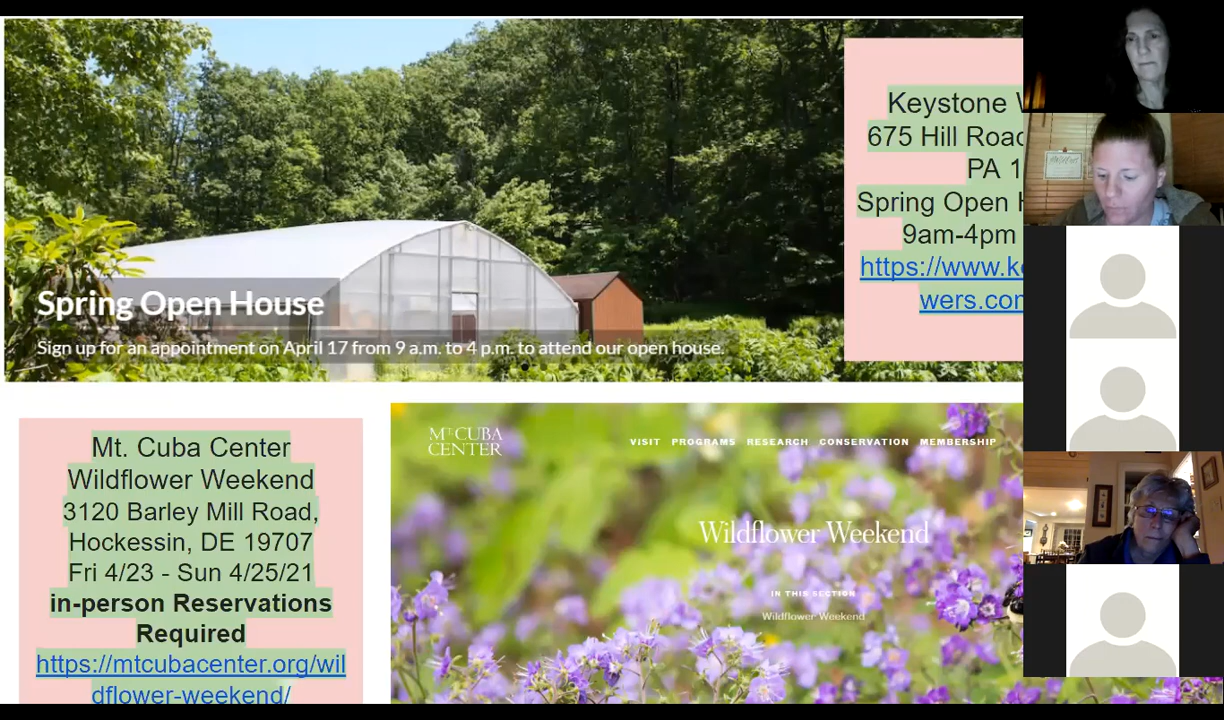 Keystone
675 Hill Road
PA 1
Spring Open
9am-4pm
https://www.ke
wers.con
Spring Open House
Sign up for an appointment on April 17 from 9 a.m. to 4 p.m. to attend our open house.
Mt. Cuba Center
Wildflower Weekend
3120 Barley Mill Road,
Hockessin, DE 19707
Fri 4/23 - Sun 4/25/21
in-person Reservations
Required
https://mtcubacenter.org/wil
dflower-weekend/
MT. CUBA
CENTER
VISIT PROGRAMS RESEARCH CONSERVATION MEMBERSHIP
Wildflower Weekend
IN THIS SECTION
Wildflower Weekend